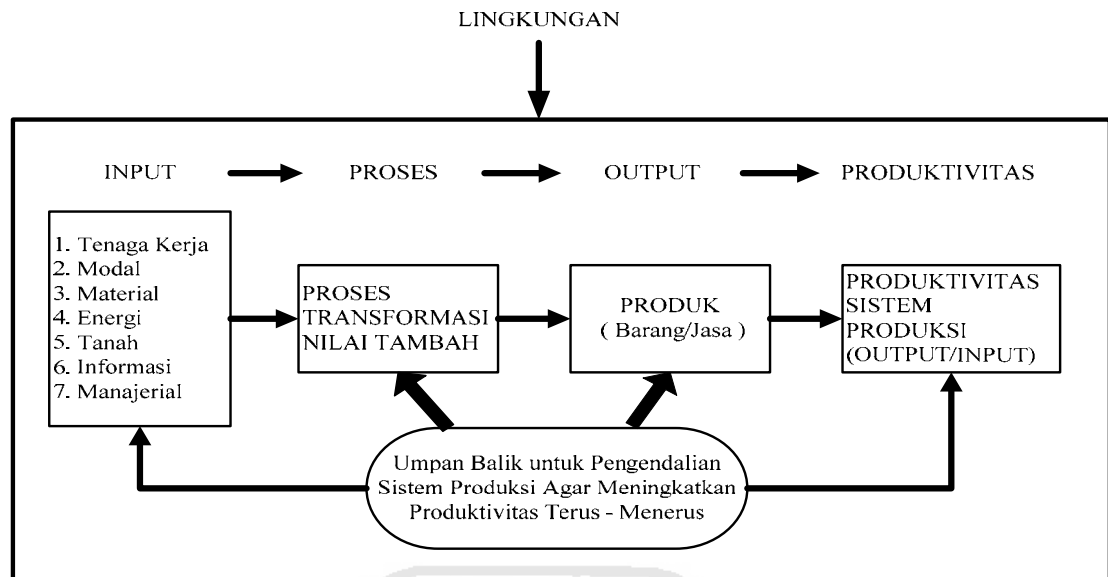 LINGKUNGAN
INPUT PROSES OUTPUT PRODUKTIVITAS
1. Tenaga Kerja
2. Modal
3. Material
4. Energi
5. Tanah
6. Informasi
7. Manajerial
PROSES
TRANSFORMASI
NILAI TAMBAH
PRODUK
( Barang/Jasa )
PRODUKTIVITAS
SISTEM
PRODUKSI
(OUTPUT/INPUT)
Umpan Balik untuk Pengendalian
Sistem Produksi Agar Meningkatkan
Produktivitas Terus - Menerus